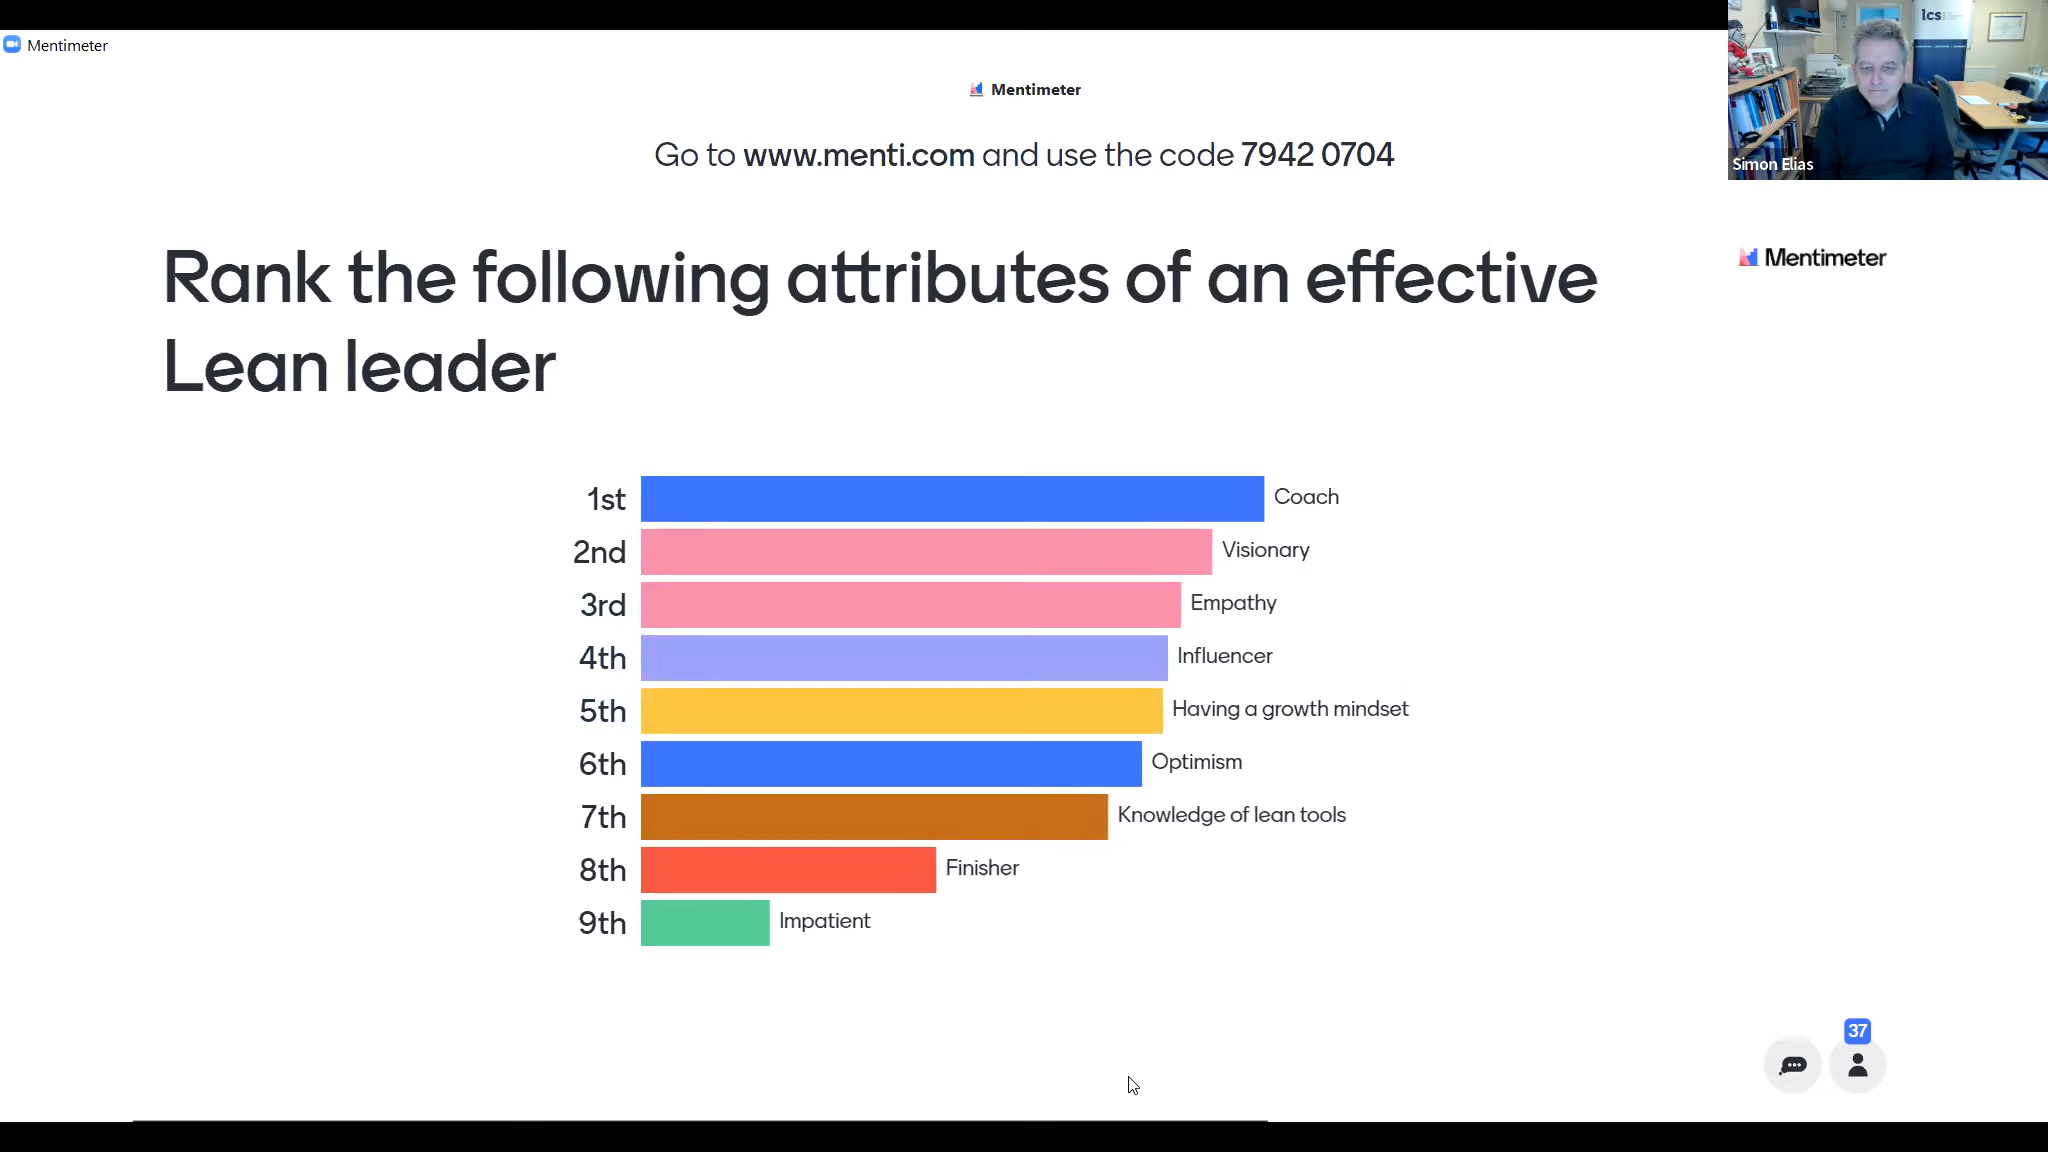 Mentimeter
Mentimeter
lcs
Go to www.menti.com and use the code 7942 0704
Simon Elias
Rank the following attributes of an effective
Lean leader
Mentimeter
1st Coach
2nd Visionary
3rd Empathy
4th Influencer
5th Having a growth mindset
6th Optimism
7th Knowledge of lean tools
8th Finisher
9th Impatient
37